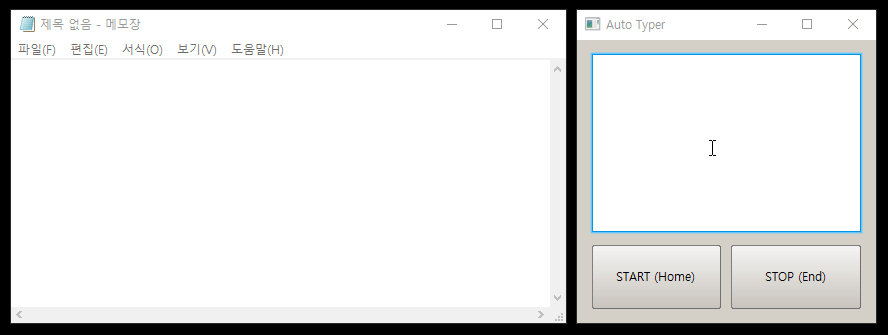 제목 없음 - 메모장
파일(F) 편집(E) 서식(O) 보기(V) 도움말(H)
Auto Typer
START (Home) STOP (End)